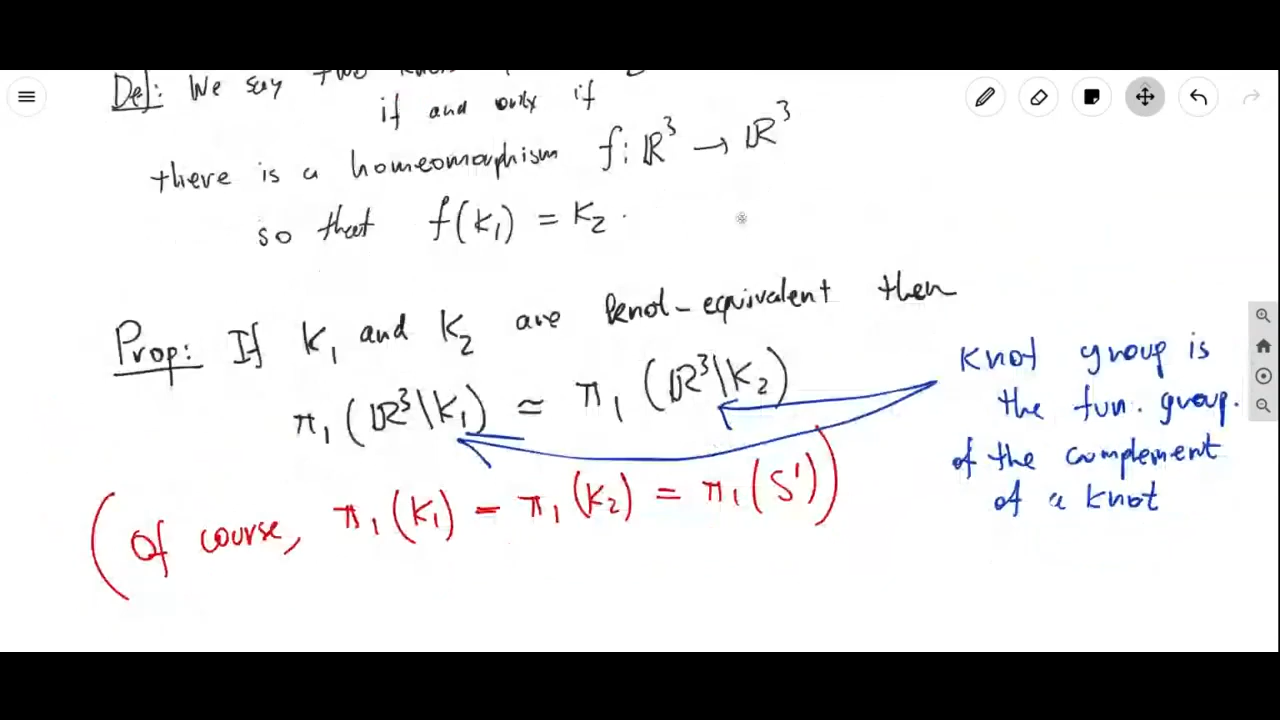 Def: We say two
if and only if
there is a homeomorphism f: ℝ³ → ℝ³
so that f(K₁) = K₂.
Prop: If K₁ and K₂ are knot-equivalent then
π₁(ℝ³\K₁) ≃ π₁(ℝ³\K₂)
(Of course, π₁(K₁) = π₁(K₂) = π₁(S¹))
Knot group is
the fun. group.
of the complement
of a knot